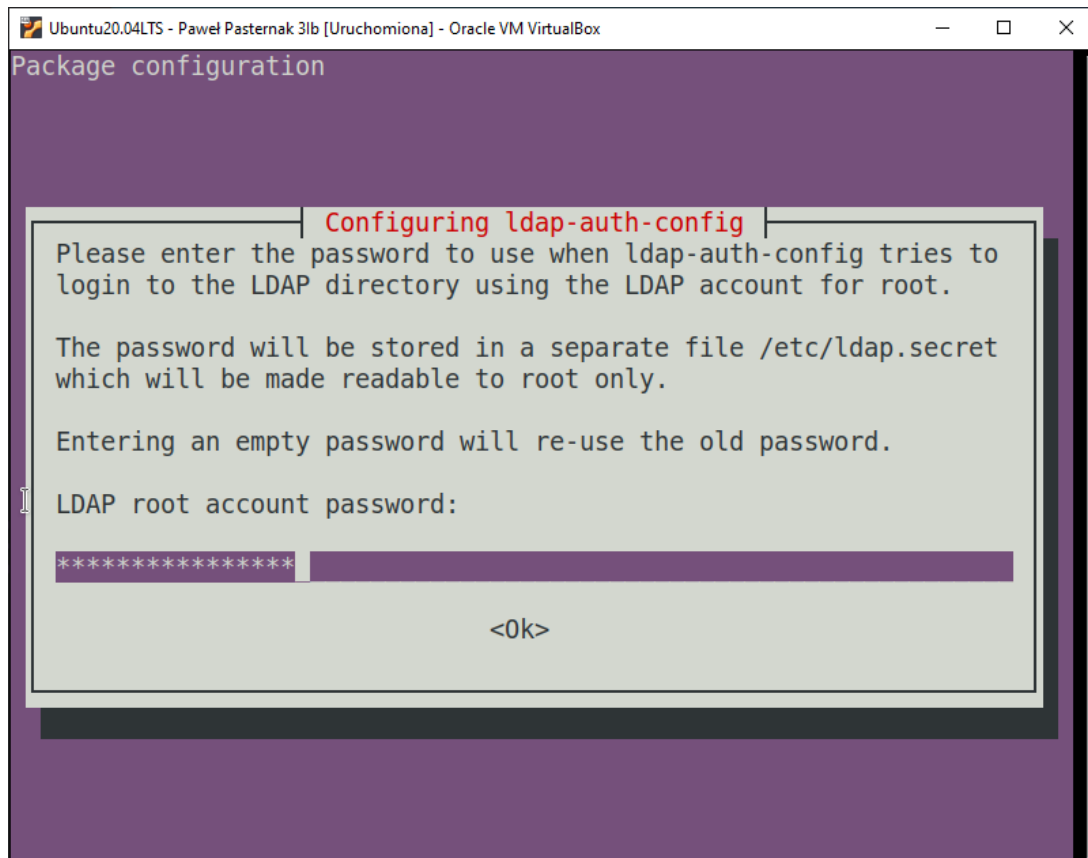 Ubuntu20.04LTS - Paweł Pasternak 3lb [Uruchomiona] - Oracle VM VirtualBox
Package configuration
Configuring ldap-auth-config
Please enter the password to use when ldap-auth-config tries to
login to the LDAP directory using the LDAP account for root.
The password will be stored in a separate file /etc/ldap.secret
which will be made readable to root only.
Entering an empty password will re-use the old password.
LDAP root account password:
****************
<Ok>